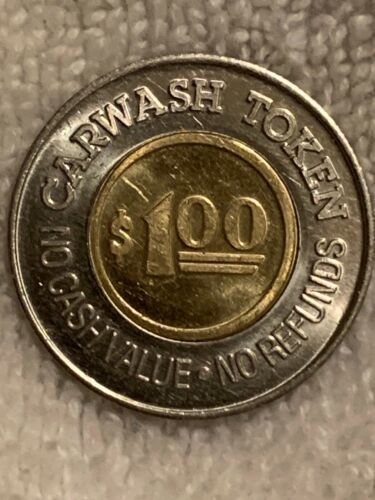 CARWASH TOKEN
$1.00
NO CASH VALUE • NO REFUNDS